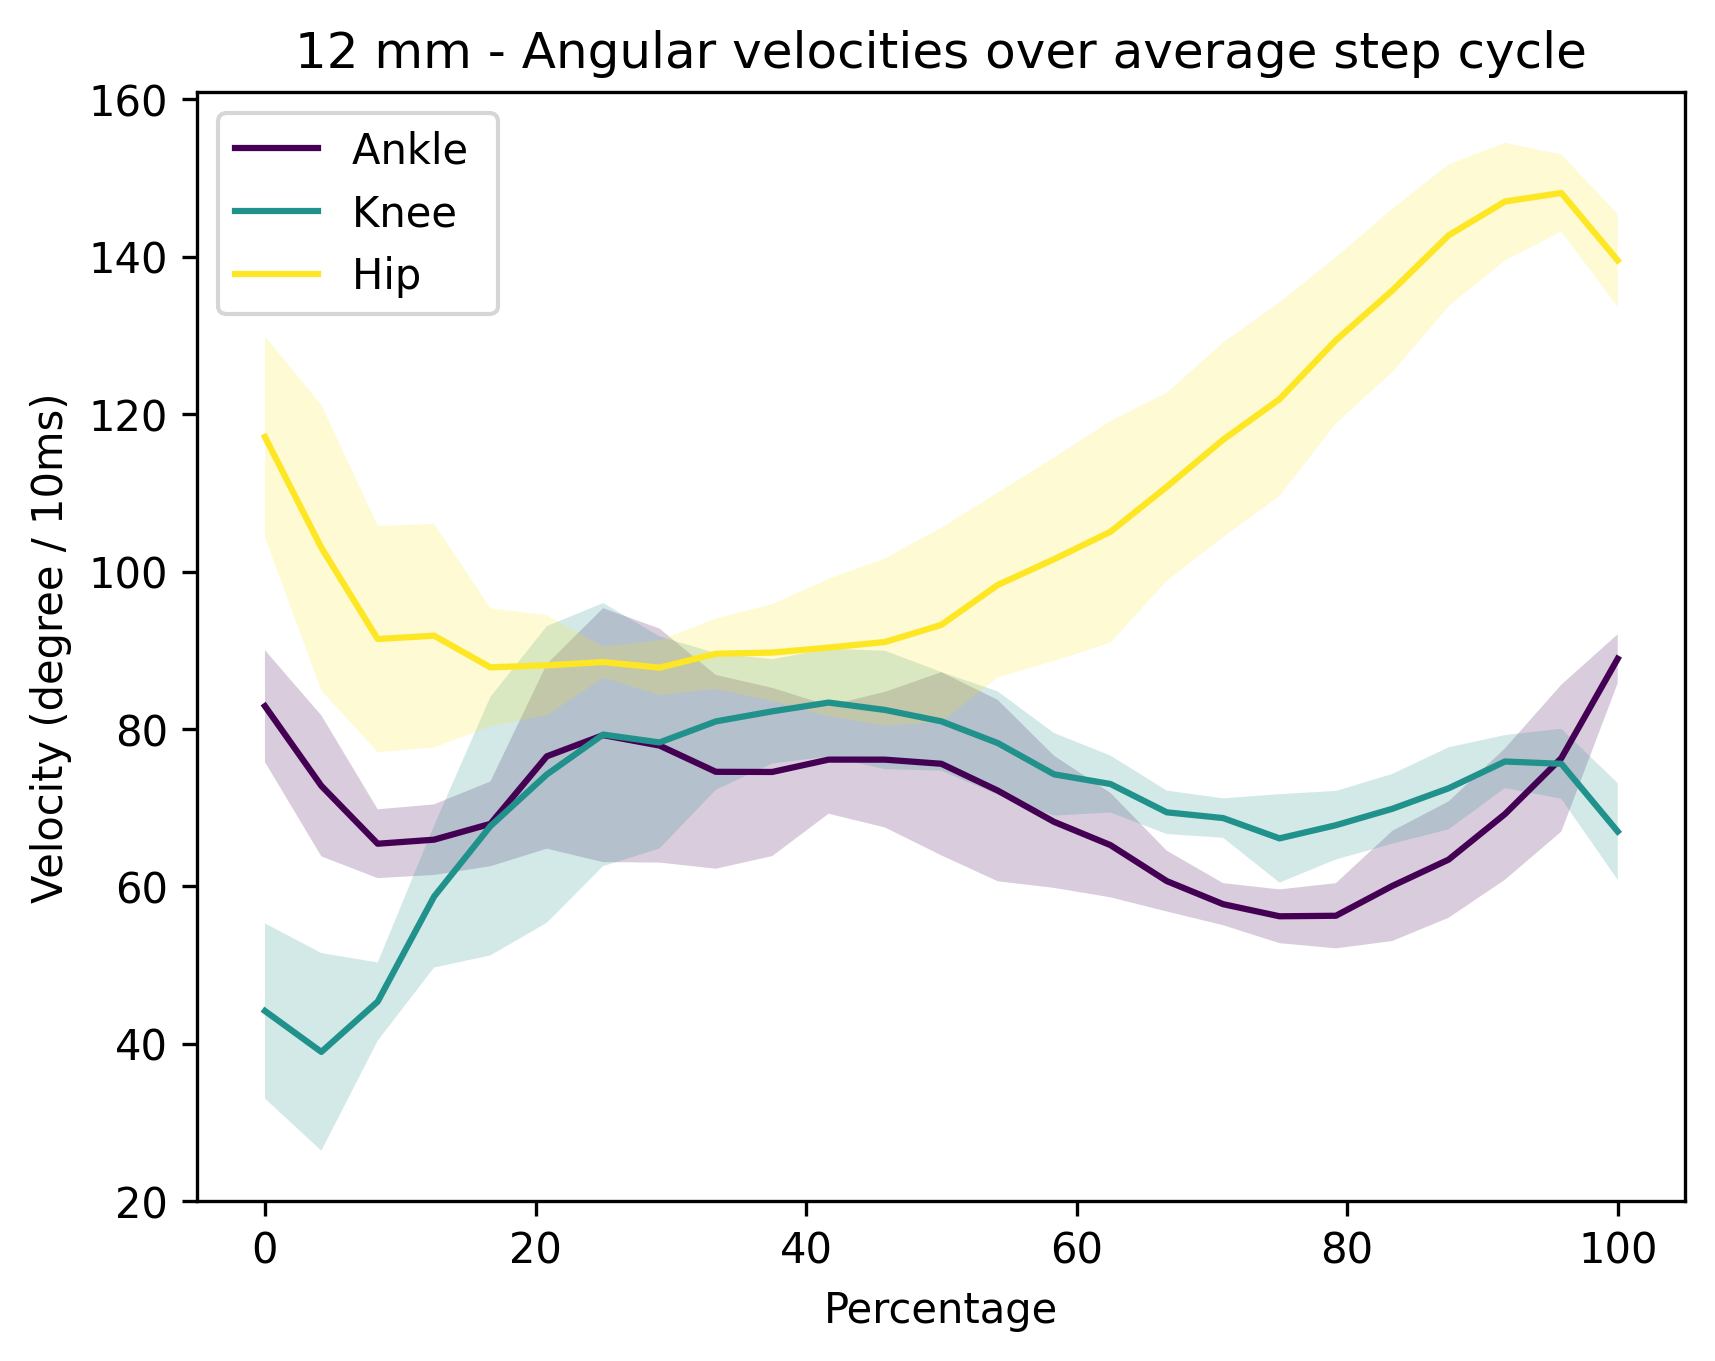 12 mm - Angular velocities over average step cycle
160
140
120
100
80
60
40
20
Velocity (degree / 10ms)
Ankle
Knee
Hip
0 20 40 60 80 100
Percentage